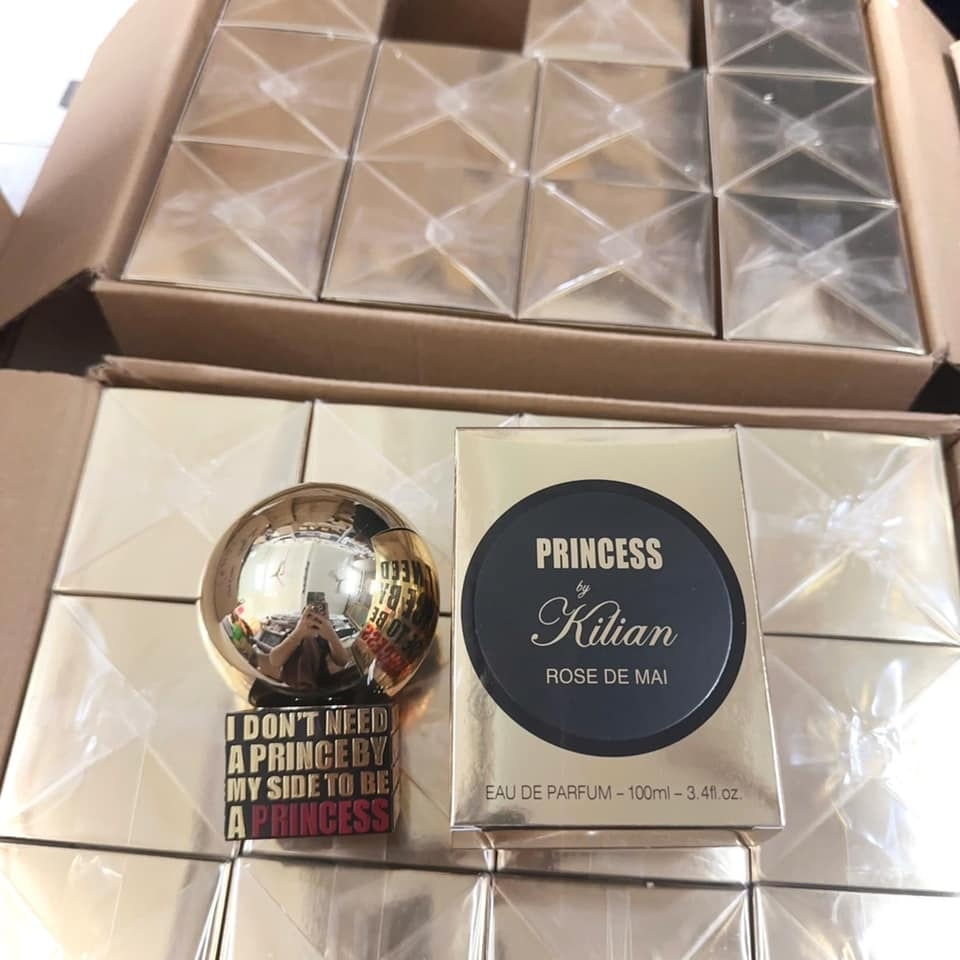 I DON'T NEED
A PRINCE BY
MY SIDE TO BE
A PRINCESS
PRINCESS
by
Kilian
ROSE DE MAI
EAU DE PARFUM – 100ml – 3.4fl.oz.